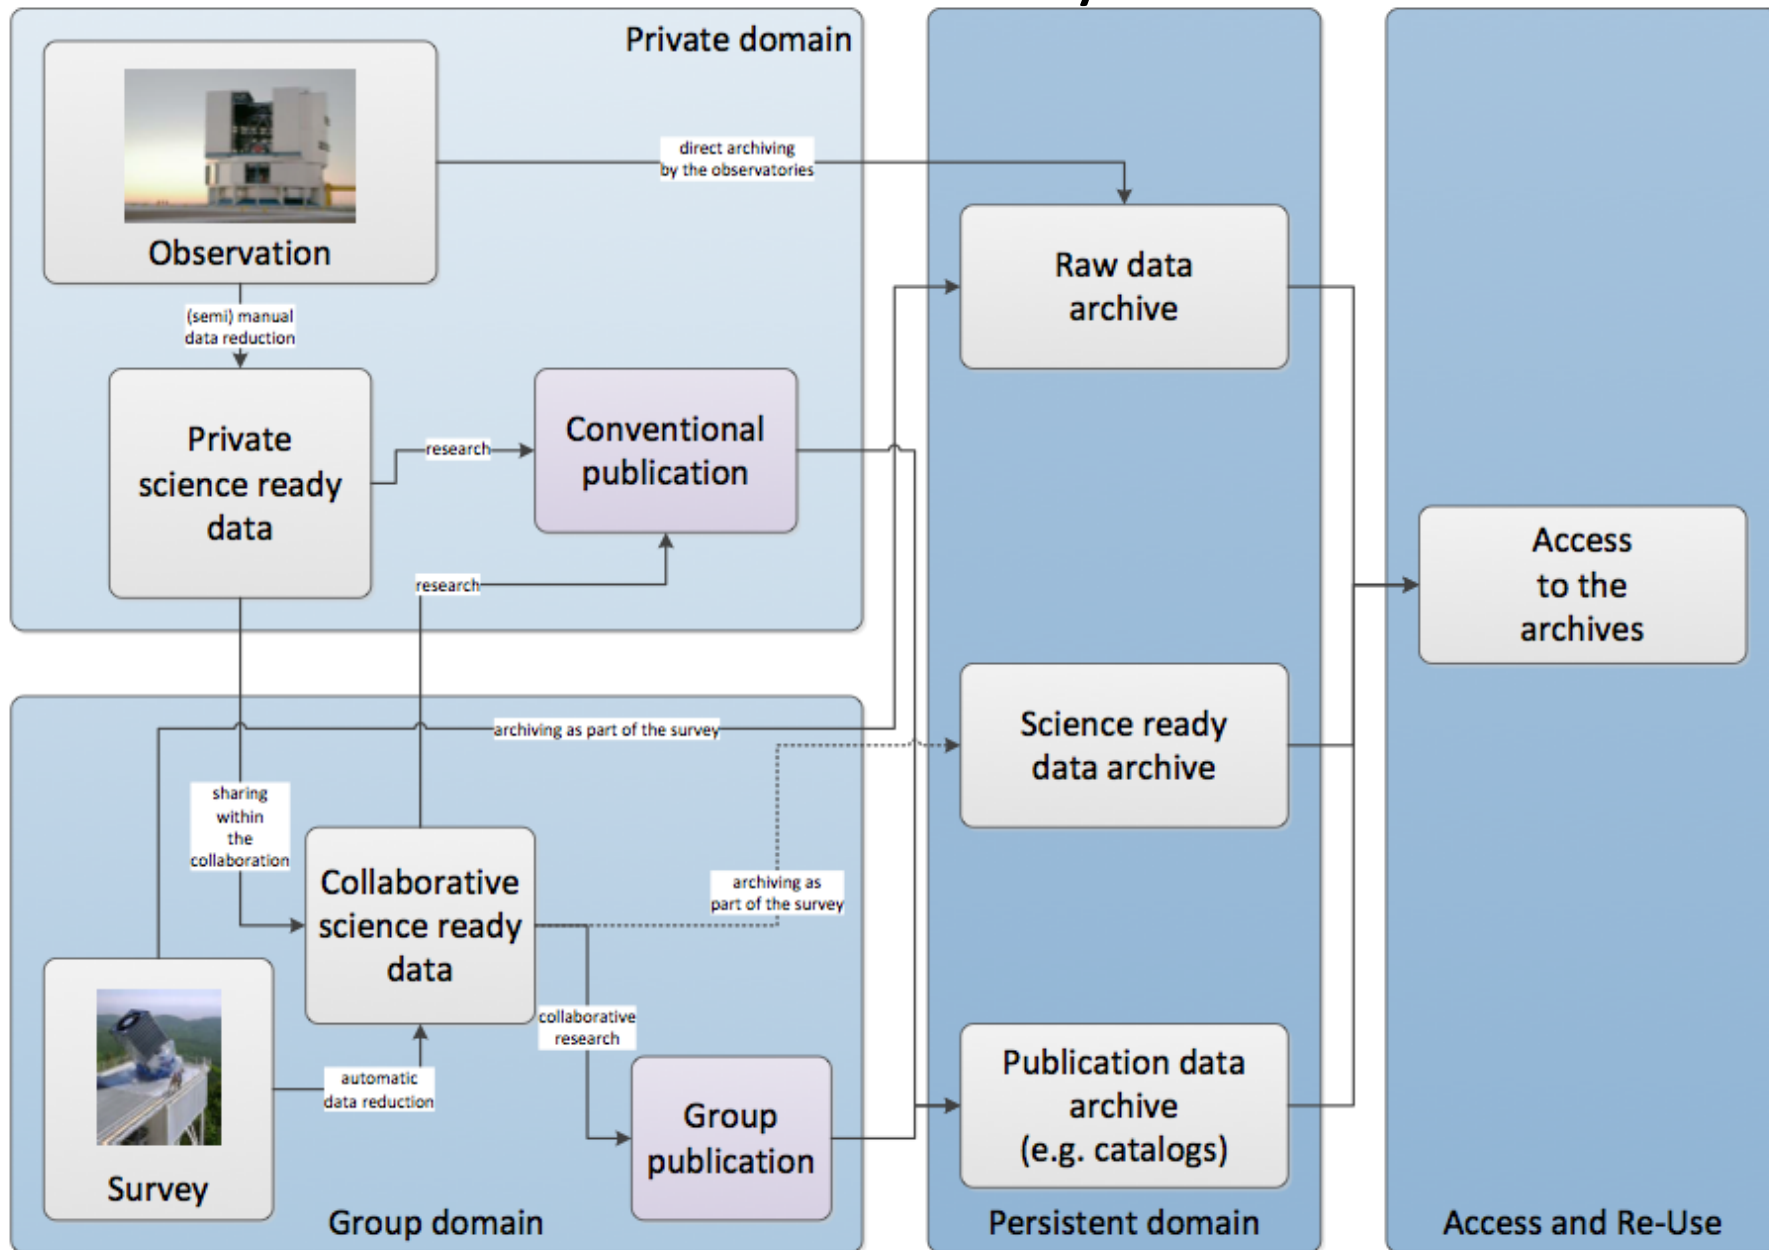 Private domain
Observation
direct archiving
by the observatories
(semi) manual
data reduction
Private
science ready
data
research
Conventional
publication
research
Raw data
archive
Access
to the
archives
archiving as part of the survey
Science ready
data archive
sharing
within
the
collaboration
Collaborative
science ready
data
archiving as
part of the survey
collaborative
research
automatic
data reduction
Survey
Group
publication
Publication data
archive
(e.g. catalogs)
Group domain
Persistent domain
Access and Re-Use